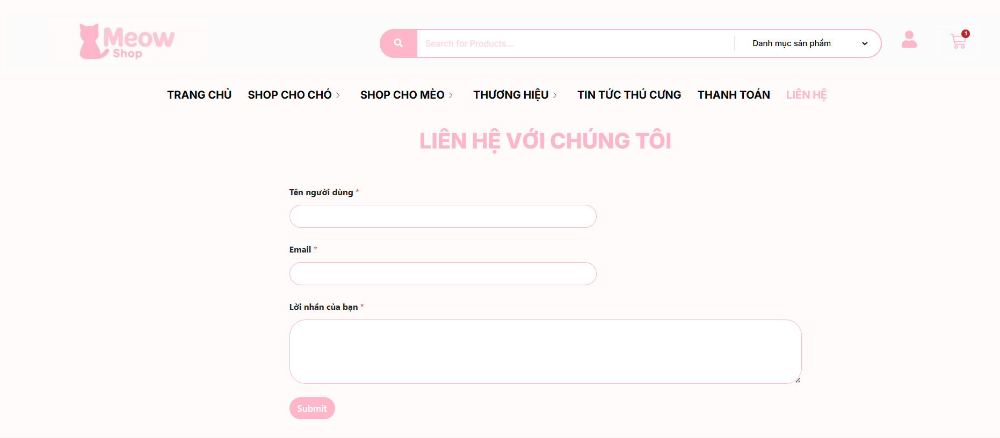 Meow
Shop
Search for Products...
Danh mục sản phẩm
1
TRANG CHỦ SHOP CHO CHÓ SHOP CHO MÈO THƯƠNG HIỆU TIN TỨC THÚ CƯNG THANH TOÁN LIÊN HỆ
LIÊN HỆ VỚI CHÚNG TÔI
Tên người dùng *
Email *
Lời nhắn của bạn *
Submit